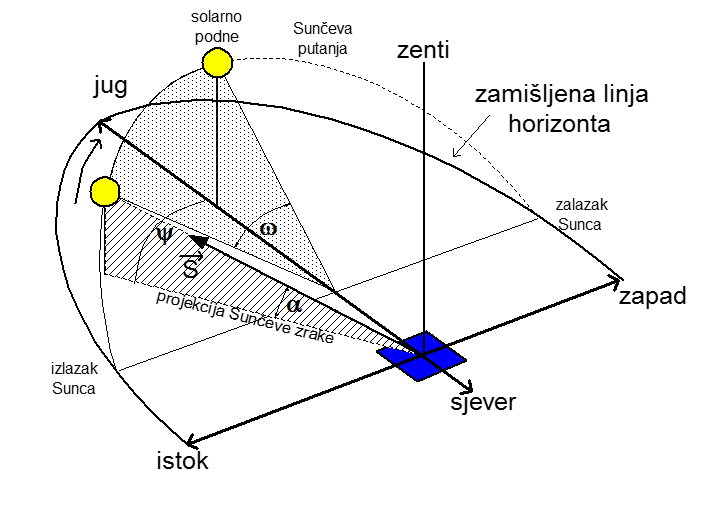 solarno
podne
Sunčeva
putanja
zenti
jug
zamišljena linja
horizonta
zalazak
Sunca
ψ
ω
S
α
projekcija Sunčeve zrake
zapad
izlazak
Sunca
sjever
istok